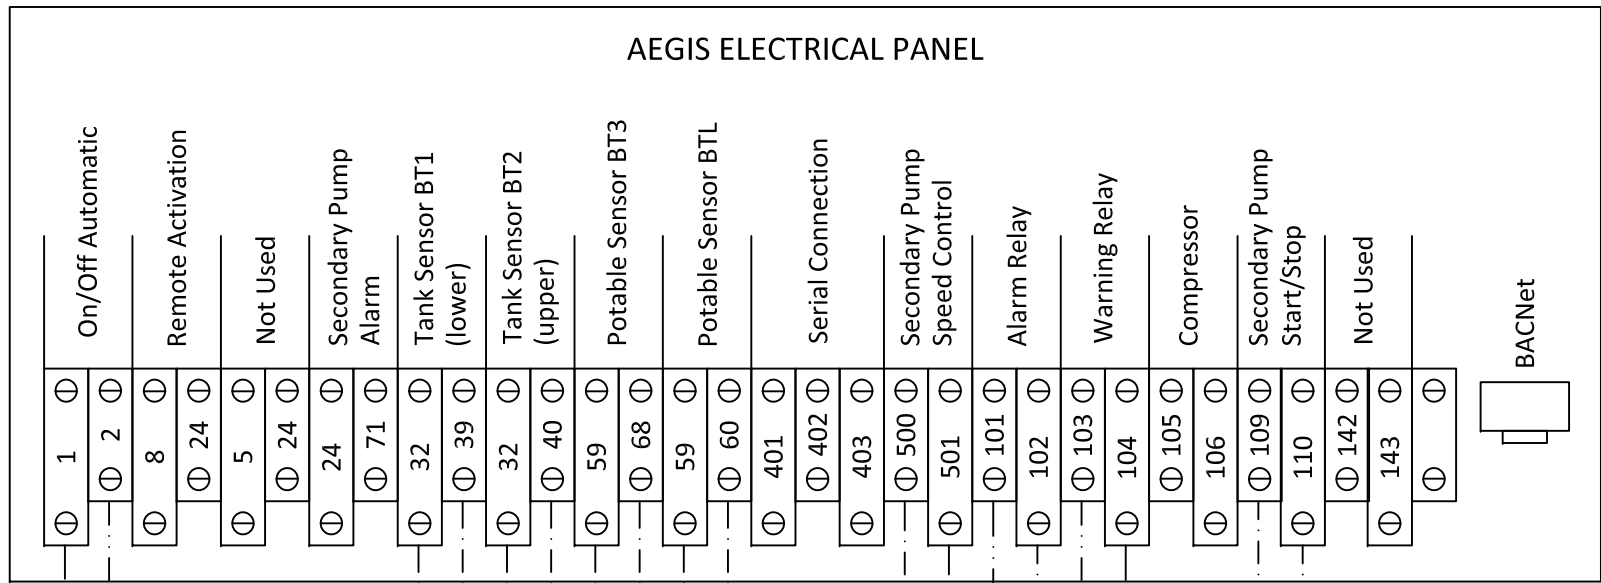 AEGIS ELECTRICAL PANEL
On/Off Automatic
Remote Activation
Not Used
Secondary Pump
Alarm
Tank Sensor BT1
(lower)
Tank Sensor BT2
(upper)
Potable Sensor BT3
Potable Sensor BTL
Serial Connection
Secondary Pump
Speed Control
Alarm Relay
Warning Relay
Compressor
Secondary Pump
Start/Stop
Not Used
BACNet
1
2
8
24
5
24
24
71
32
39
32
40
59
68
59
60
401
402
403
500
501
101
102
103
104
105
106
109
110
142
143